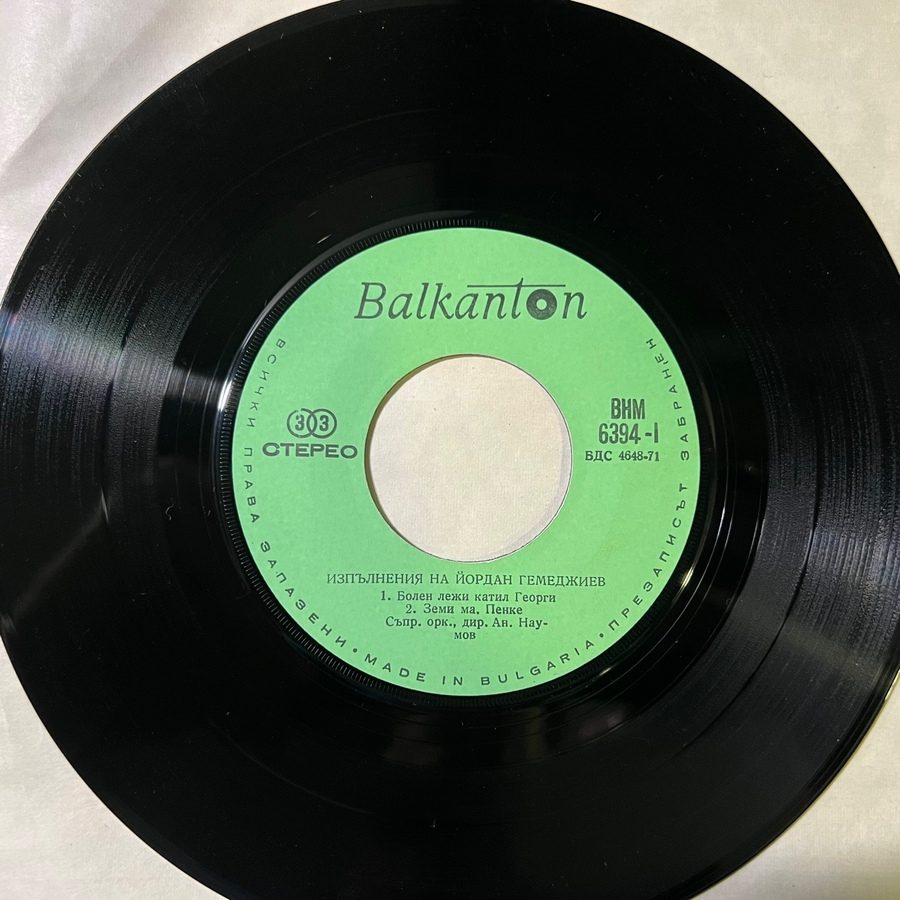 Balkanton
33
СТЕРЕО
ВНМ
6394-I
БДС 4648-71
ИЗПЪЛНЕНИЯ НА ЙОРДАН ГЕМЕДЖИЕВ
1. Болен лежи катил Георги
2. Земи ма, Пенке
Съпр. орк., дир. Ан. Нау-
мов
ВСИЧКИ ПРАВА ЗАПАЗЕНИ • MADE IN BULGARIA • ПРЕЗАПИСЪТ ЗАБРАНЕН